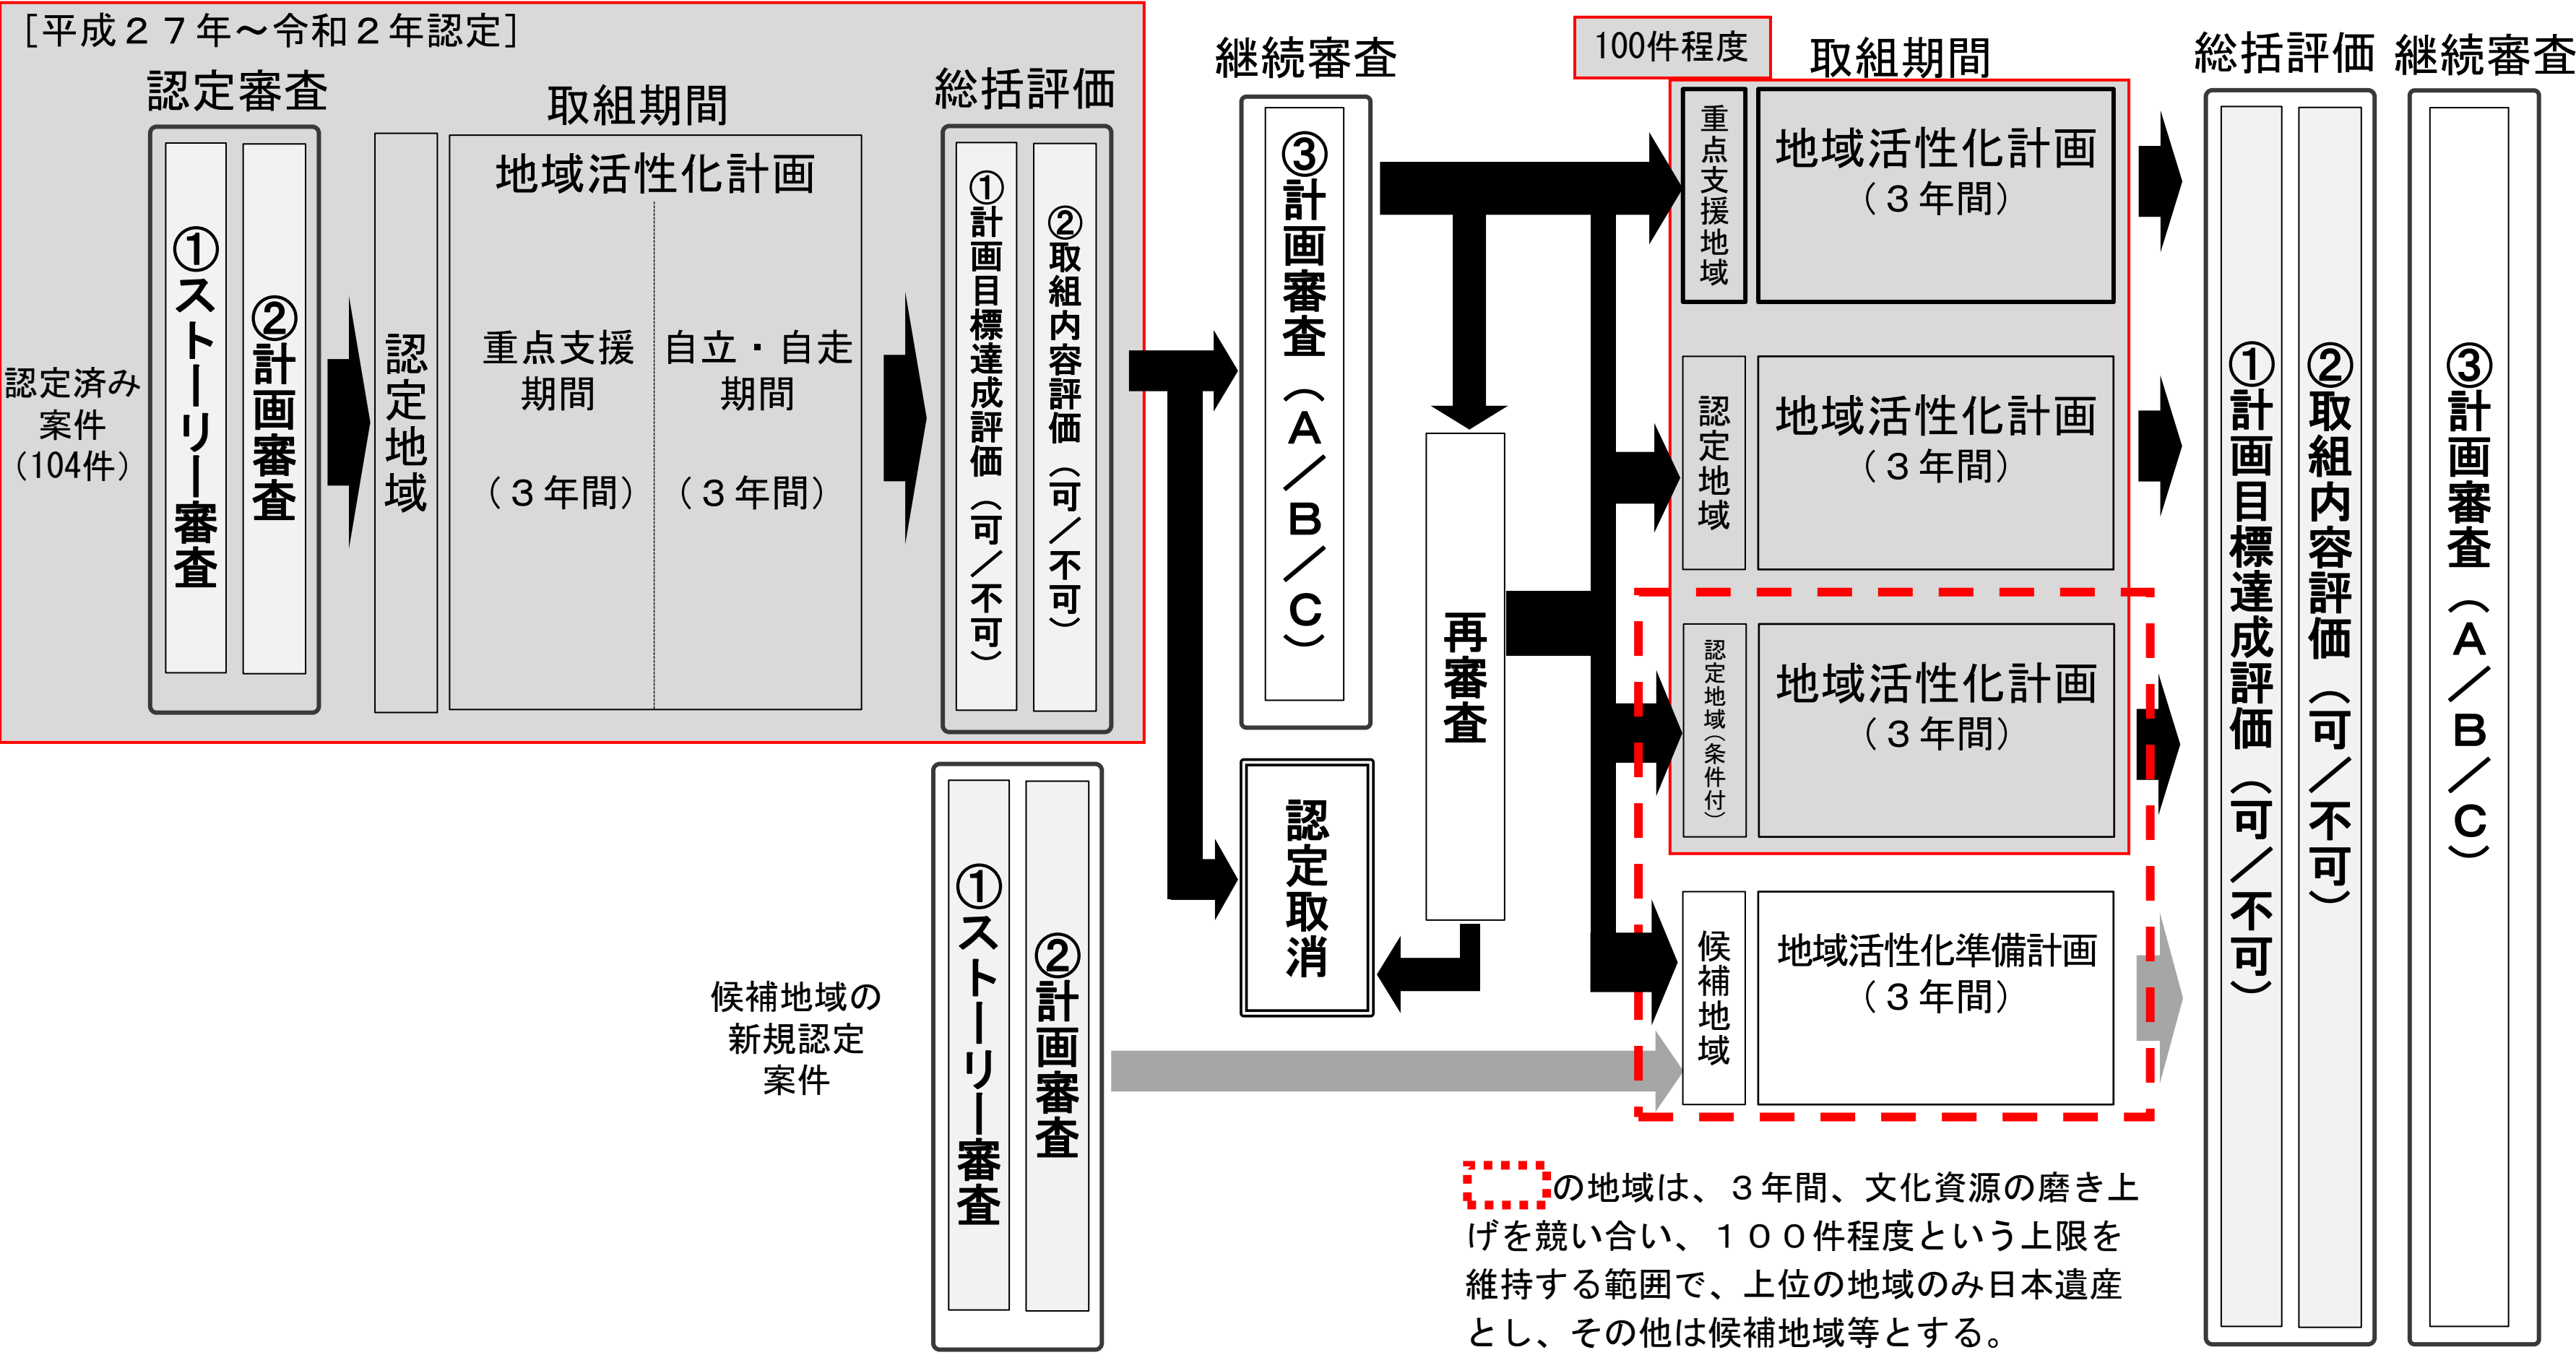 [平成２７年～令和２年認定]
認定審査
取組期間
総括評価
認定済み
案件
（104件）
①ストーリー審査
②計画審査
認定地域
地域活性化計画
重点支援
期間
（３年間）
自立・自走
期間
（３年間）
①計画目標達成評価（可／不可）
②取組内容評価（可／不可）
継続審査
③計画審査（Ａ／Ｂ／Ｃ）
認定取消
再審査
候補地域の
新規認定
案件
①ストーリー審査
②計画審査
100件程度
取組期間
重点支援地域
地域活性化計画
（３年間）
認定地域
地域活性化計画
（３年間）
認定地域（条件付）
地域活性化計画
（３年間）
候補地域
地域活性化準備計画
（３年間）
総括評価
①計画目標達成評価（可／不可）
②取組内容評価（可／不可）
継続審査
③計画審査（Ａ／Ｂ／Ｃ）
の地域は、３年間、文化資源の磨き上
げを競い合い、１００件程度という上限を
維持する範囲で、上位の地域のみ日本遺産
とし、その他は候補地域等とする。